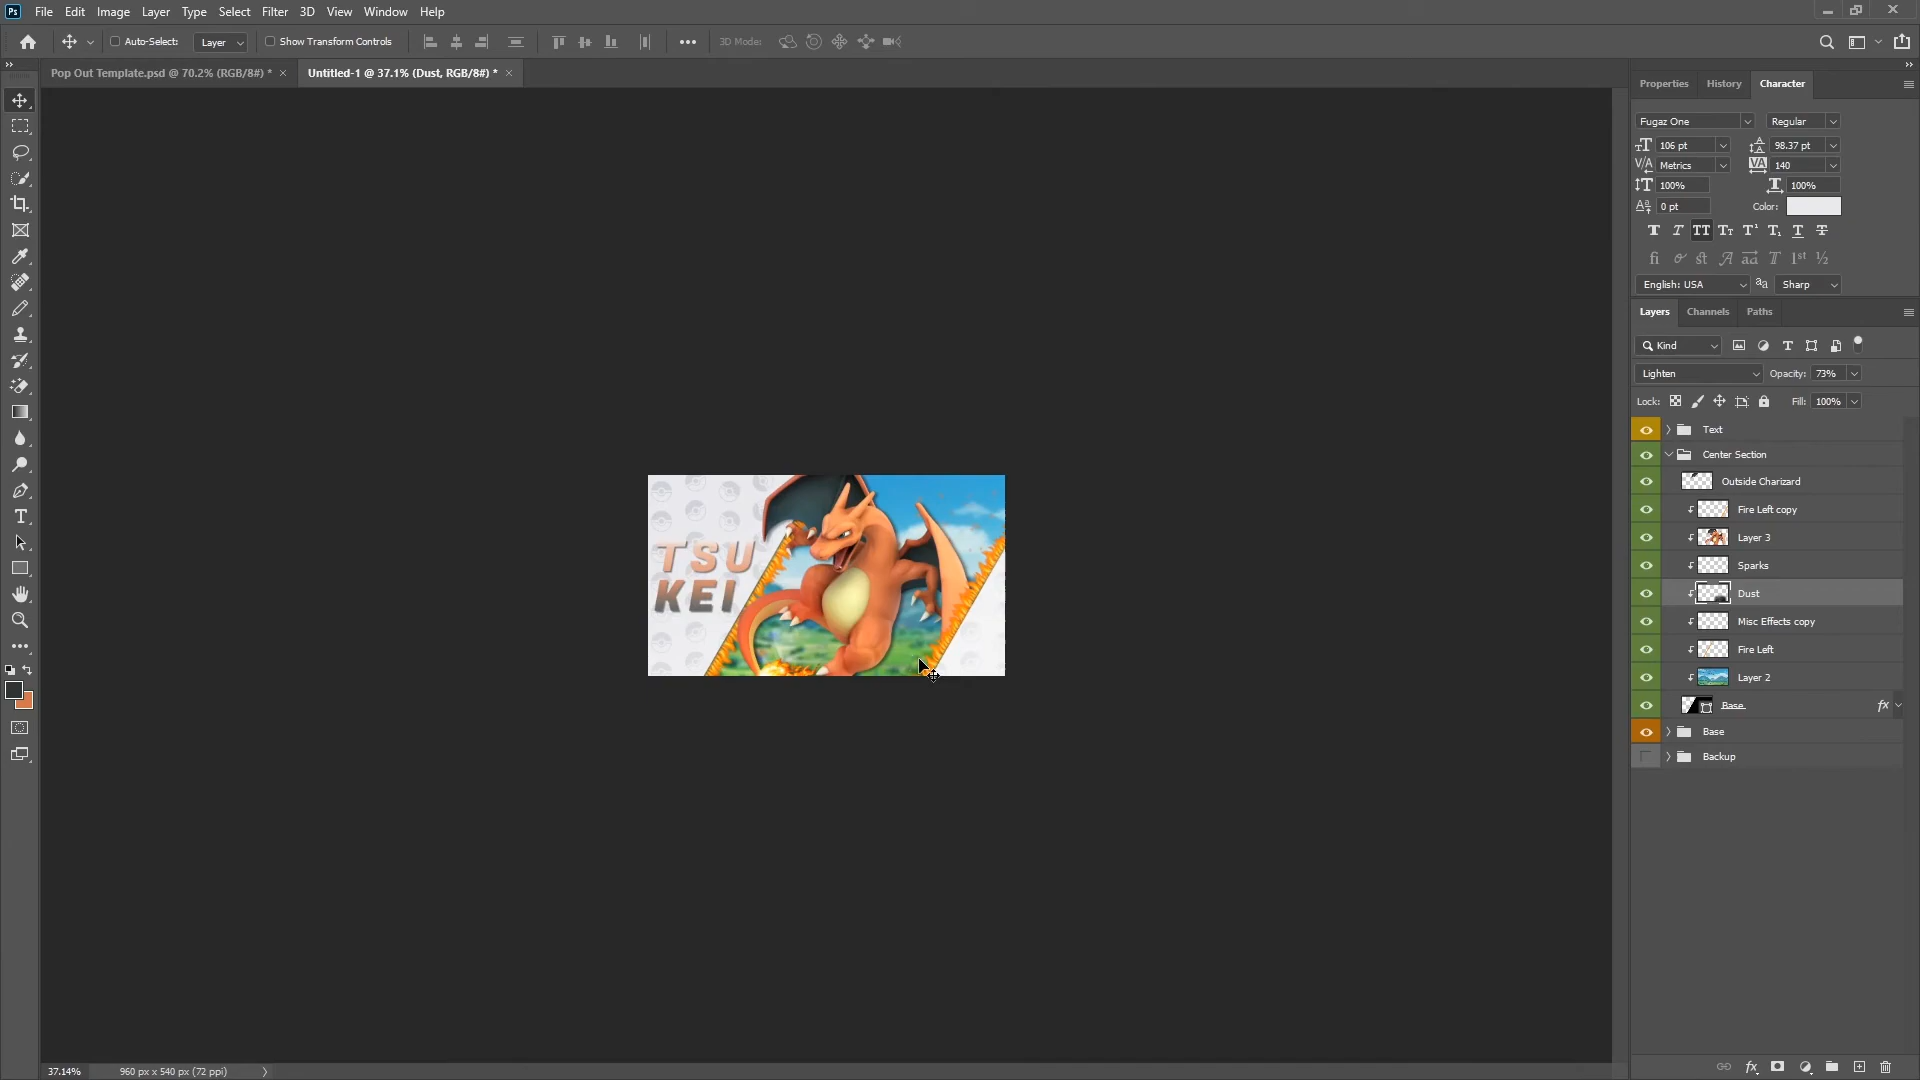 Ps File Edit Image Layer Type Select Filter 3D View Window Help
Auto-Select: Layer Show Transform Controls 3D Mode:
Pop Out Template.psd @ 70.2% (RGB/8#) * Untitled-1 @ 37.1% (Dust, RGB/8#) *
Properties History Character
Fugaz One Regular
106 pt 98.37 pt
Metrics 140
100% 100%
0 pt Color:
English: USA Sharp
Layers Channels Paths
Kind
Lighten Opacity: 73%
Lock: Fill: 100%
Text
Center Section
Outside Charizard
Fire Left copy
Layer 3
Sparks
Dust
Misc Effects copy
Fire Left
Layer 2
Base fx
Base
Backup
TSU
KEI
37.14% 960 px x 540 px (72 ppi)
fx